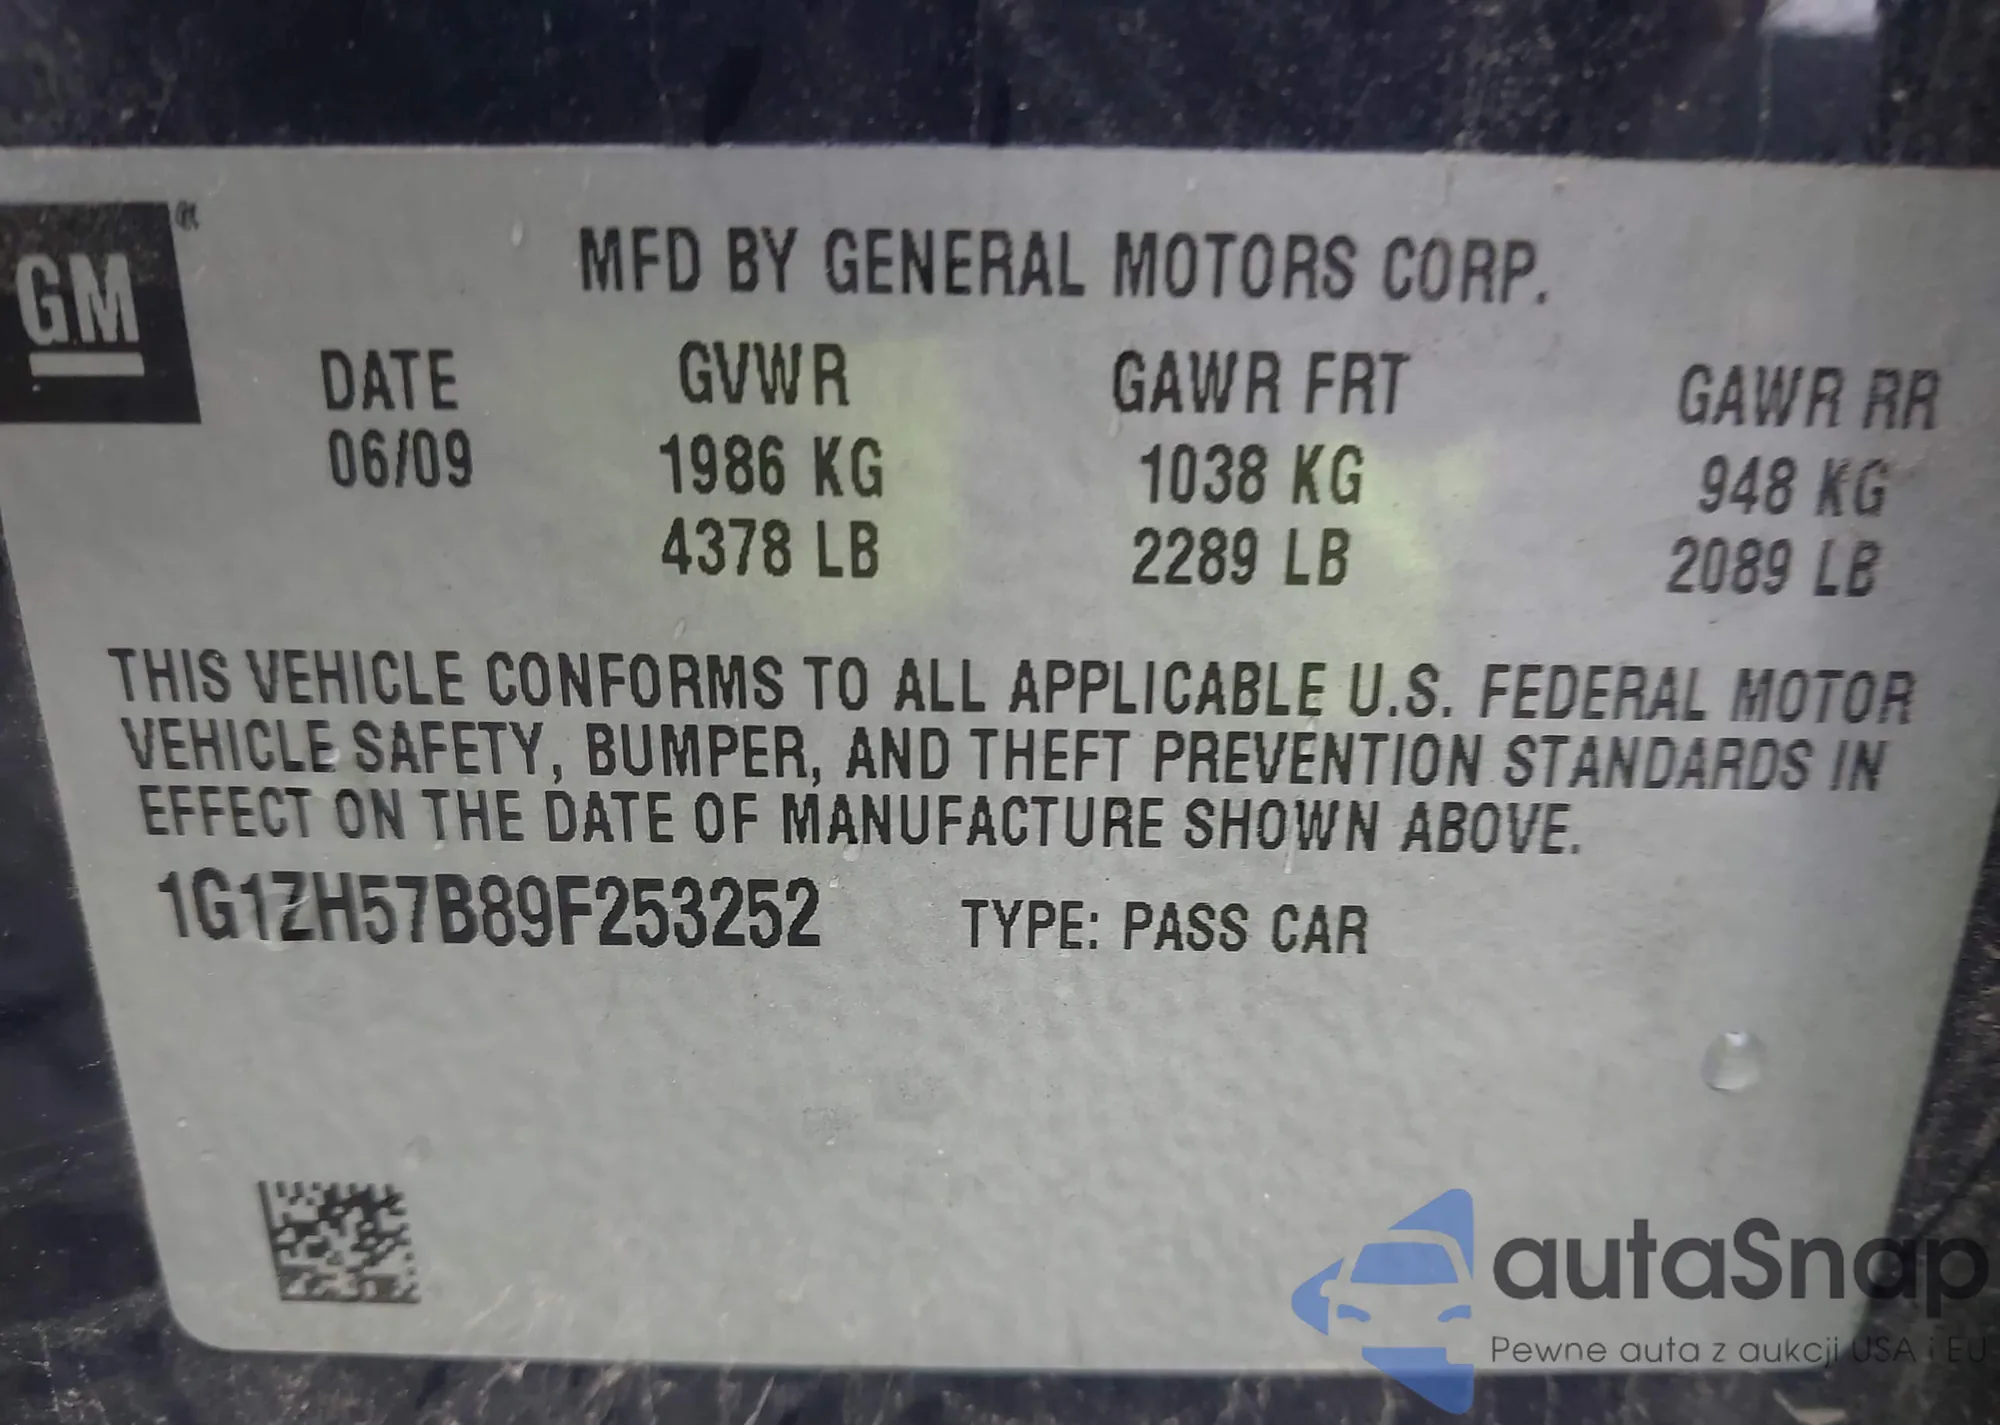 GM
MFD BY GENERAL MOTORS CORP.
DATE GVWR GAWR FRT GAWR RR
06/09 1986 KG 1038 KG 948 KG
4378 LB 2289 LB 2089 LB
THIS VEHICLE CONFORMS TO ALL APPLICABLE U.S. FEDERAL MOTOR
VEHICLE SAFETY, BUMPER, AND THEFT PREVENTION STANDARDS IN
EFFECT ON THE DATE OF MANUFACTURE SHOWN ABOVE.
1G1ZH57B89F253252 TYPE: PASS CAR
autaSnap
Pewne auta z aukcji USA i EU